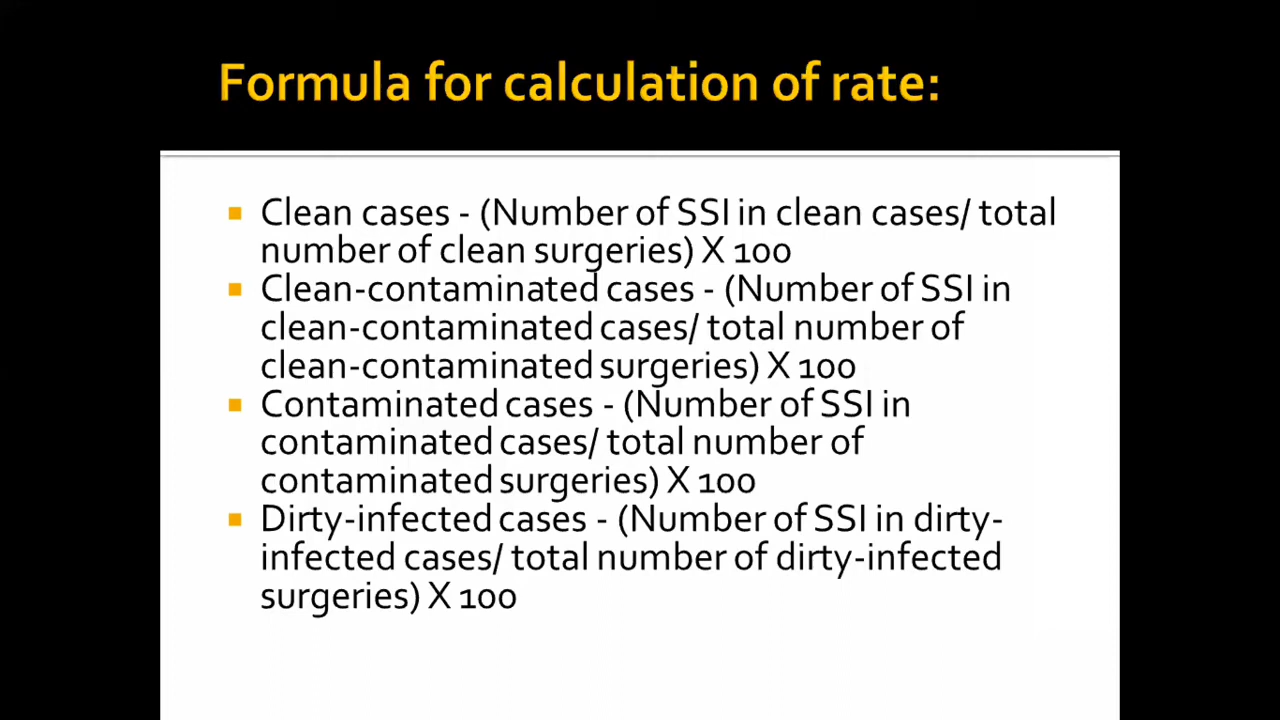 Formula for calculation of rate:
▪ Clean cases - (Number of SSI in clean cases/ total
number of clean surgeries) X 100
▪ Clean-contaminated cases - (Number of SSI in
clean-contaminated cases/ total number of
clean-contaminated surgeries) X 100
▪ Contaminated cases - (Number of SSI in
contaminated cases/ total number of
contaminated surgeries) X 100
▪ Dirty-infected cases - (Number of SSI in dirty-
infected cases/ total number of dirty-infected
surgeries) X 100